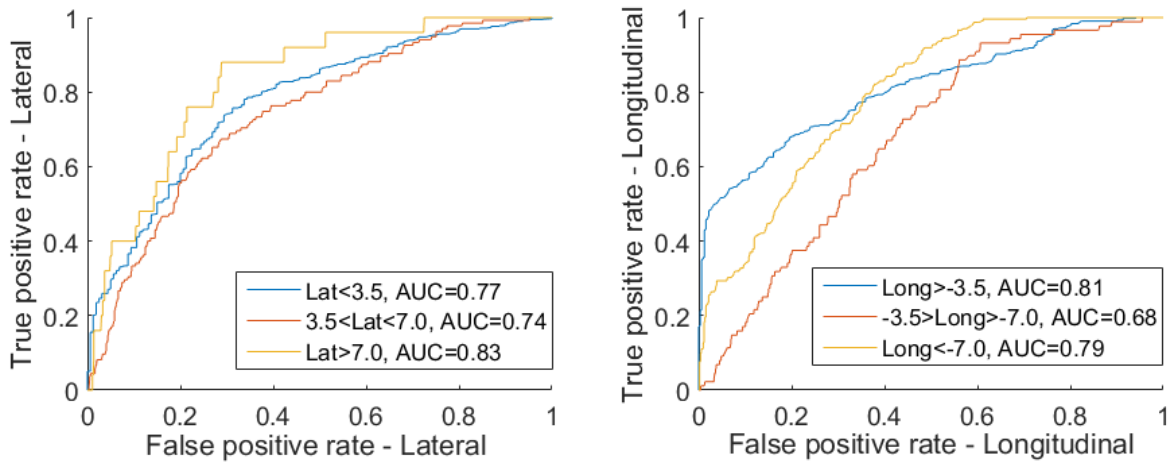 True positive rate - Lateral
1
0.8
0.6
0.4
0.2
0
0
0.2
0.4
0.6
0.8
1
False positive rate - Lateral
Lat<3.5, AUC=0.77
3.5<Lat<7.0, AUC=0.74
Lat>7.0, AUC=0.83
True positive rate - Longitudinal
1
0.8
0.6
0.4
0.2
0
0
0.2
0.4
0.6
0.8
1
False positive rate - Longitudinal
Long>-3.5, AUC=0.81
-3.5>Long>-7.0, AUC=0.68
Long<-7.0, AUC=0.79